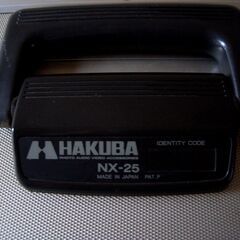 HAKUBA
IDENTITY CODE
PHOTO AUDIO VIDEO ACCESSORIES
NX-25
MADE IN JAPAN · PAT. P